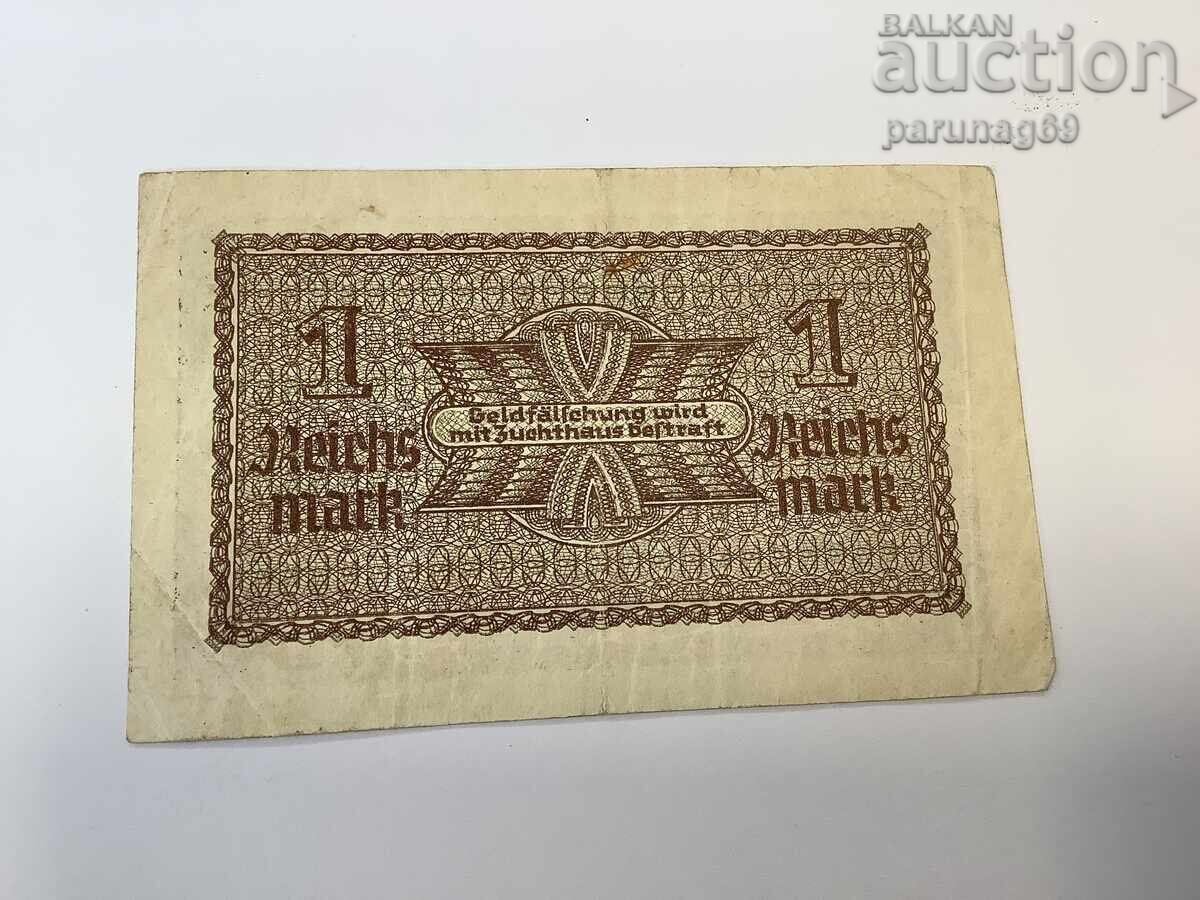 BALKAN
auction
parunag69
1
Reichs
mark
Geldfälschung wird
mit Zuchthaus bestraft
1
Reichs
mark